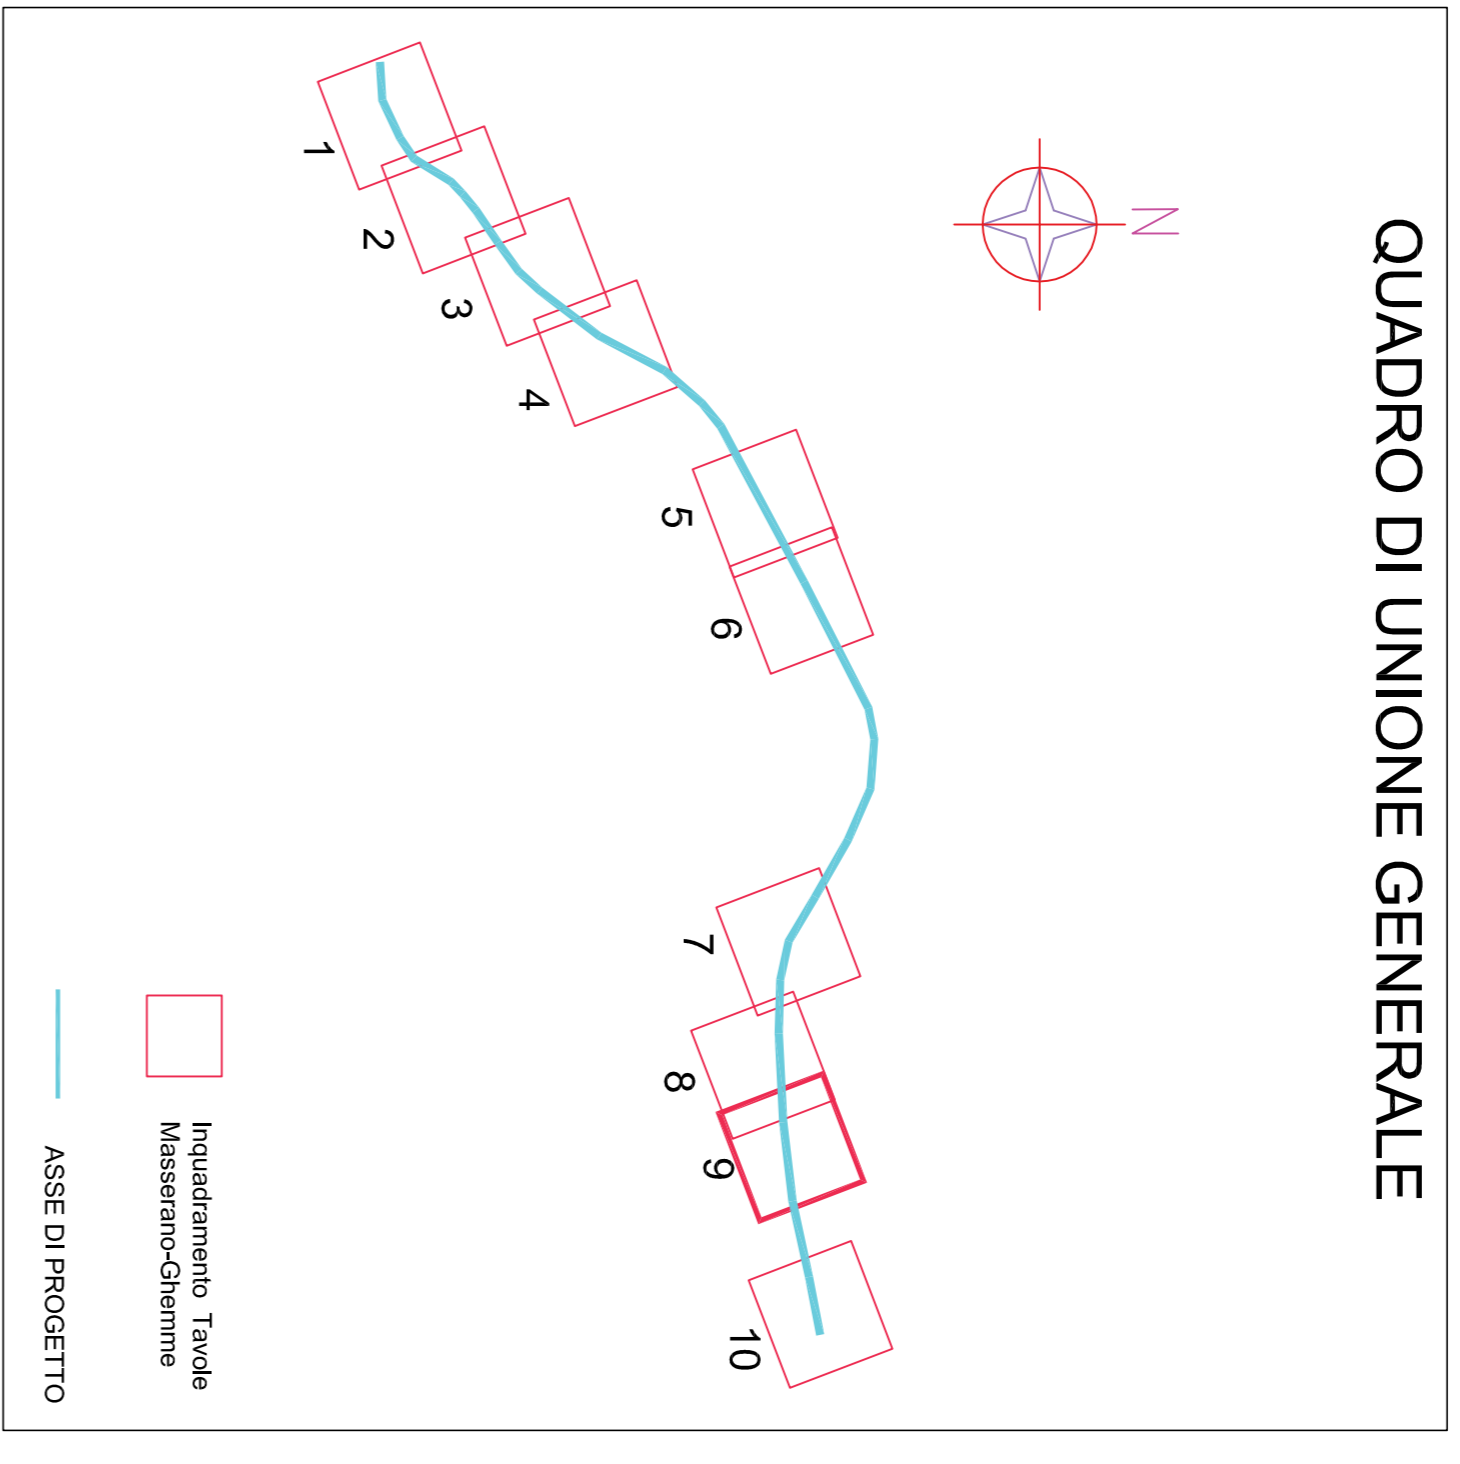 QUADRO DI UNIONE GENERALE
N
1
2
3
4
5
6
7
8
9
10
Inquadramento Tavole
Masserano-Ghemme
ASSE DI PROGETTO